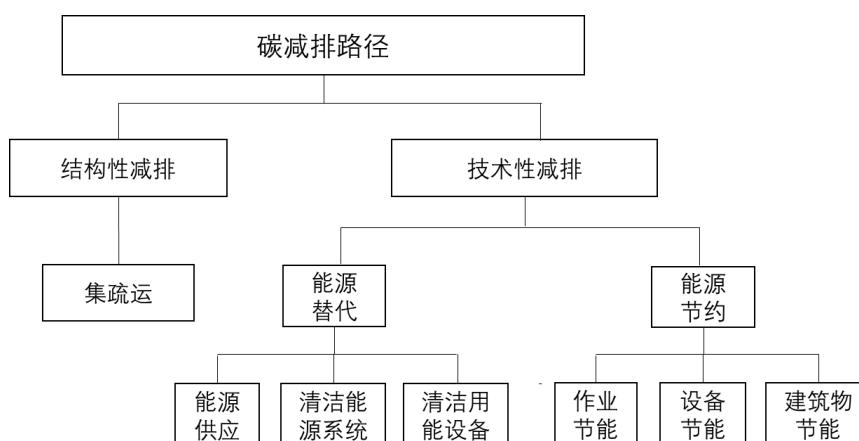 碳减排路径
结构性减排
技术性减排
集疏运
能源
替代
能源
节约
能源
供应
清洁能
源系统
清洁用
能设备
作业
节能
设备
节能
建筑物
节能